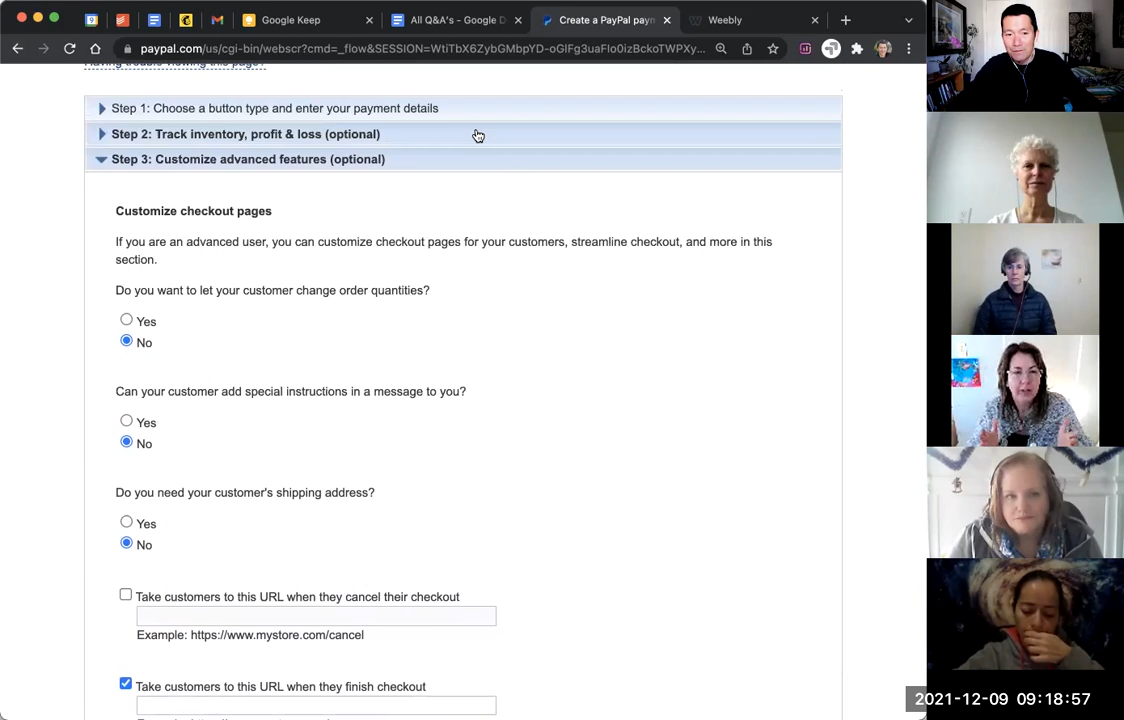 Google Keep
All Q&A's - Google D
Create a PayPal paym
Weebly
paypal.com/us/cgi-bin/webscr?cmd=_flow&SESSION=WtiTbX6ZybGMbpYD-oGlFg3uaFIo0izBckoTWPXy...
Having trouble viewing this page?
Step 1: Choose a button type and enter your payment details
Step 2: Track inventory, profit & loss (optional)
Step 3: Customize advanced features (optional)
Customize checkout pages
If you are an advanced user, you can customize checkout pages for your customers, streamline checkout, and more in this
section.
Do you want to let your customer change order quantities?
Yes
No
Can your customer add special instructions in a message to you?
Yes
No
Do you need your customer's shipping address?
Yes
No
Take customers to this URL when they cancel their checkout
Example: https://www.mystore.com/cancel
Take customers to this URL when they finish checkout
2021-12-09 09:18:57